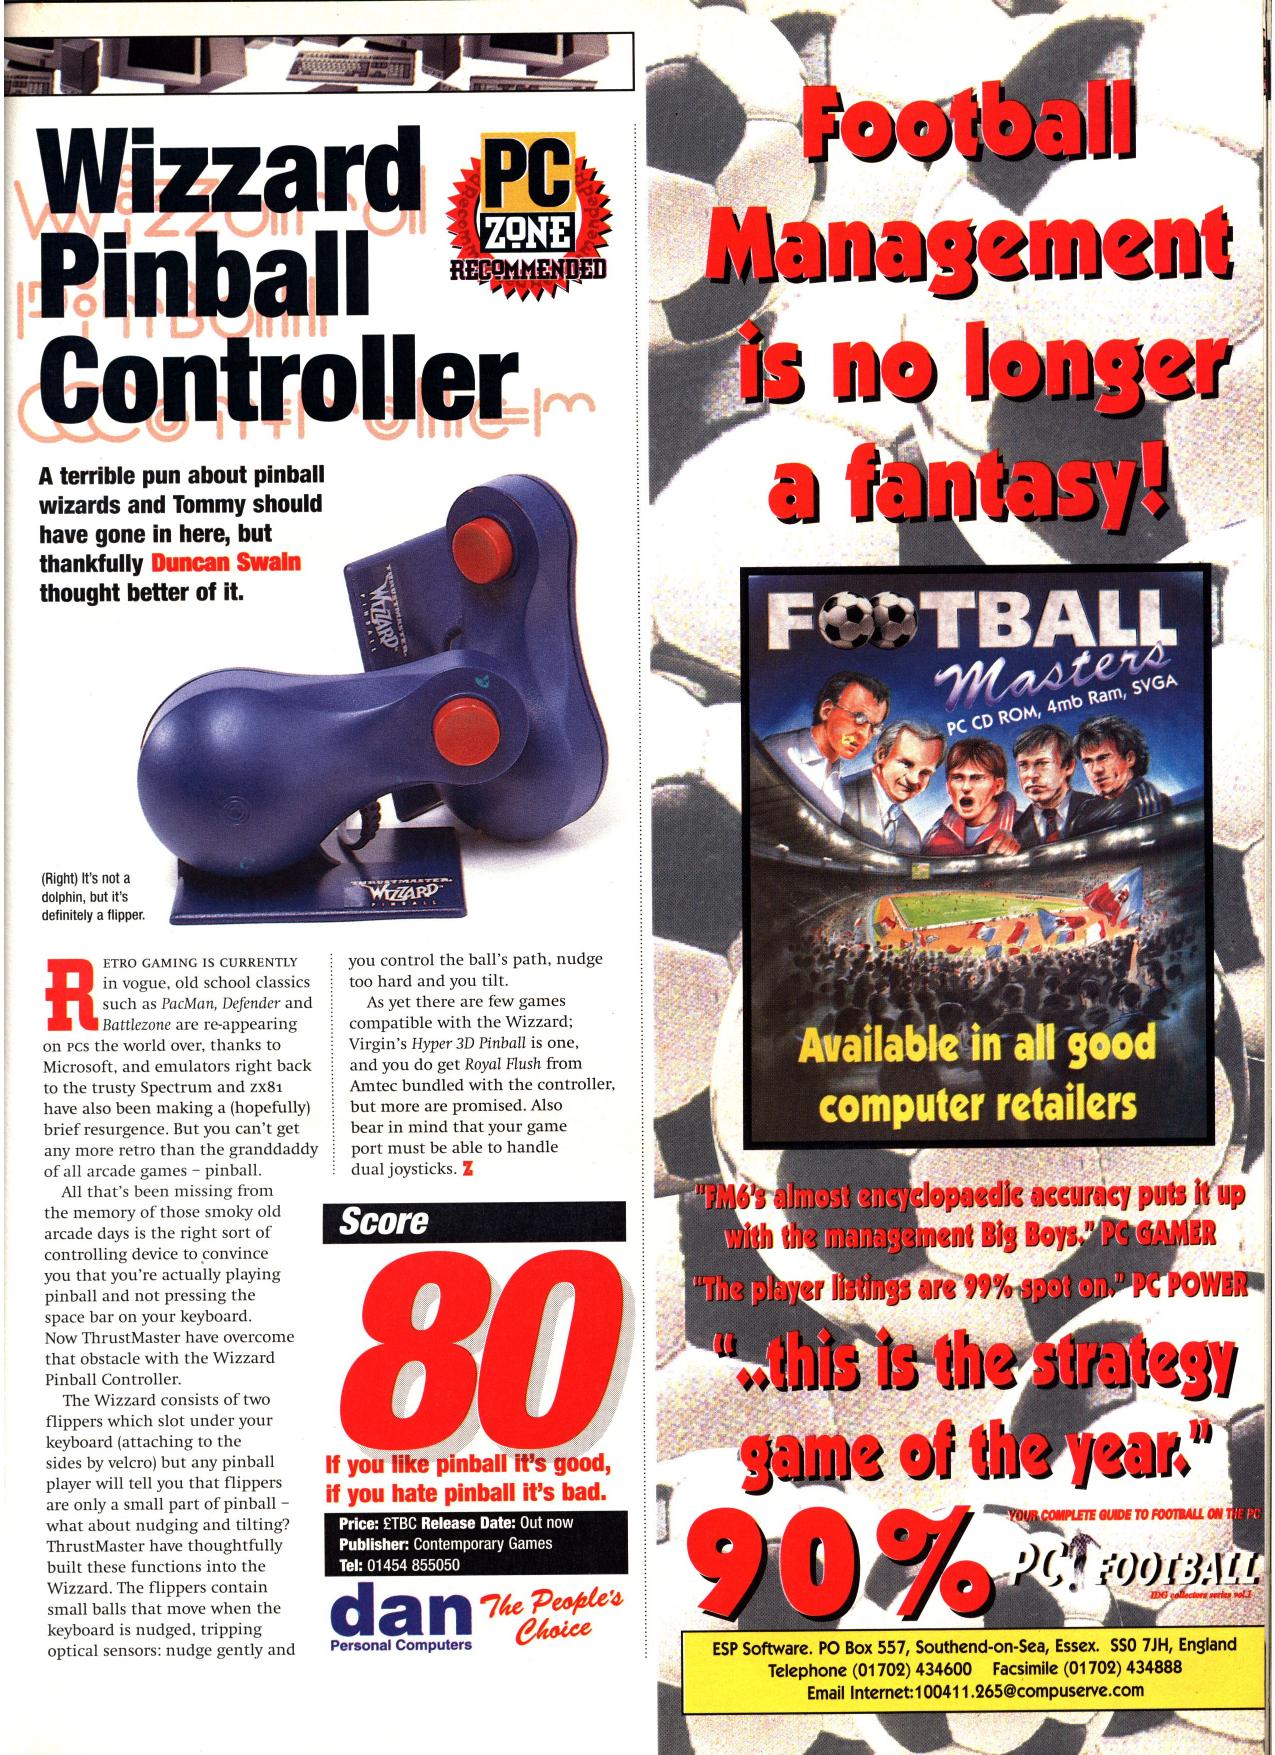 Wizzard
Pinball
Controller
PC
ZONE
RECOMMENDED
A terrible pun about pinball
wizards and Tommy should
have gone in here, but
thankfully Duncan Swain
thought better of it.
THRUSTMASTER
WIZZARD
PINBALL
THRUSTMASTER
WIZZARD
PINBALL
(Right) It's not a
dolphin, but it's
definitely a flipper.
RETRO GAMING IS CURRENTLY
in vogue, old school classics
such as PacMan, Defender and
Battlezone are re-appearing
on PCs the world over, thanks to
Microsoft, and emulators right back
to the trusty Spectrum and ZX81
have also been making a (hopefully)
brief resurgence. But you can't get
any more retro than the granddaddy
of all arcade games – pinball.
All that's been missing from
the memory of those smoky old
arcade days is the right sort of
controlling device to convince
you that you're actually playing
pinball and not pressing the
space bar on your keyboard.
Now ThrustMaster have overcome
that obstacle with the Wizzard
Pinball Controller.
The Wizzard consists of two
flippers which slot under your
keyboard (attaching to the
sides by velcro) but any pinball
player will tell you that flippers
are only a small part of pinball –
what about nudging and tilting?
ThrustMaster have thoughtfully
built these functions into the
Wizzard. The flippers contain
small balls that move when the
keyboard is nudged, tripping
optical sensors: nudge gently and
you control the ball's path, nudge
too hard and you tilt.
As yet there are few games
compatible with the Wizzard;
Virgin's Hyper 3D Pinball is one,
and you do get Royal Flush from
Amtec bundled with the controller,
but more are promised. Also
bear in mind that your game
port must be able to handle
dual joysticks. Z
Score
80
If you like pinball it's good,
if you hate pinball it's bad.
Price: £TBC Release Date: Out now
Publisher: Contemporary Games
Tel: 01454 855050
dan
Personal Computers
The People's
Choice
Football
Management
is no longer
a fantasy!
FOOTBALL
Masters
PC CD ROM, 4mb Ram, SVGA
Available in all good
computer retailers
"FM6's almost encyclopaedic accuracy puts it up
with the management Big Boys." PC GAMER
"The player listings are 99% spot on." PC POWER
"..this is the strategy
game of the year."
90%
YOUR COMPLETE GUIDE TO FOOTBALL ON THE PC
PC FOOTBALL
IDG collectors series vol.1
ESP Software. PO Box 557, Southend-on-Sea, Essex. SS0 7JH, England
Telephone (01702) 434600 Facsimile (01702) 434888
Email Internet:100411.265@compuserve.com